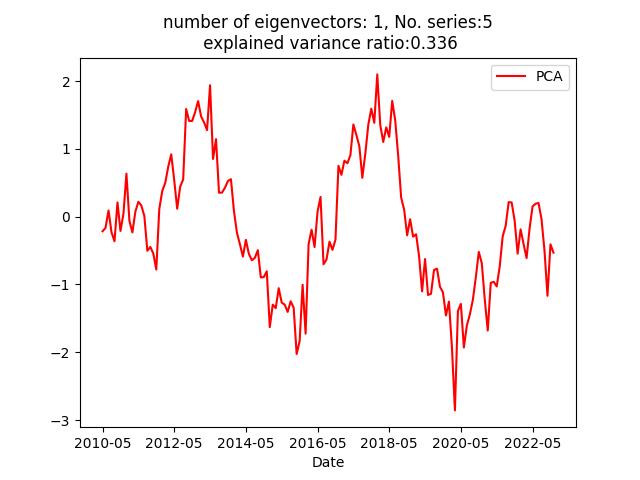 number of eigenvectors: 1, No. series:5
explained variance ratio:0.336
PCA
2
1
0
−1
−2
−3
2010-05 2012-05 2014-05 2016-05 2018-05 2020-05 2022-05
Date